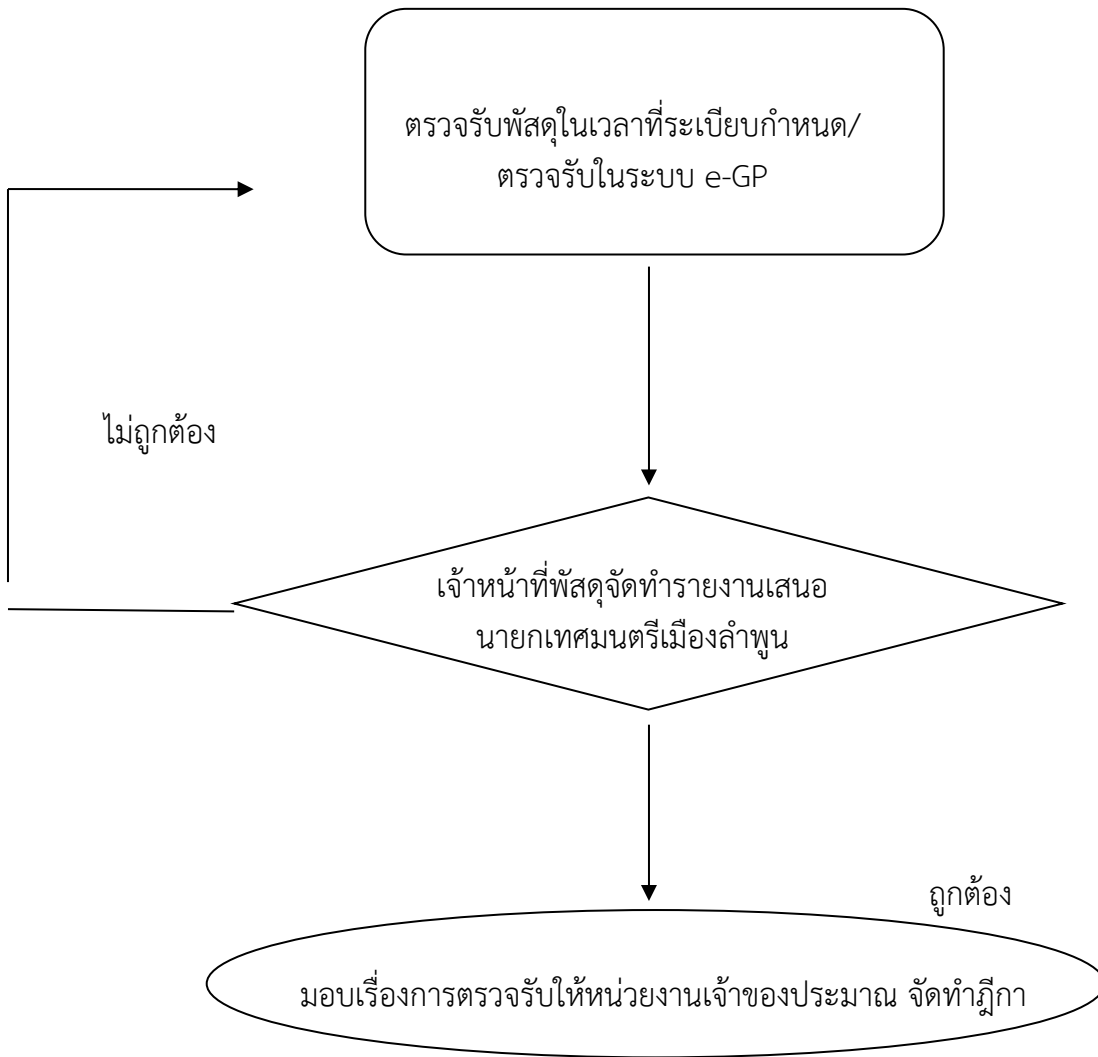 ตรวจรับพัสดุในเวลาที่ระเบียบกำหนด/
ตรวจรับในระบบ e-GP
ไม่ถูกต้อง
เจ้าหน้าที่พัสดุจัดทำรายงานเสนอ
นายกเทศมนตรีเมืองลำพูน
ถูกต้อง
มอบเรื่องการตรวจรับให้หน่วยงานเจ้าของประมาณ จัดทำฎีกา